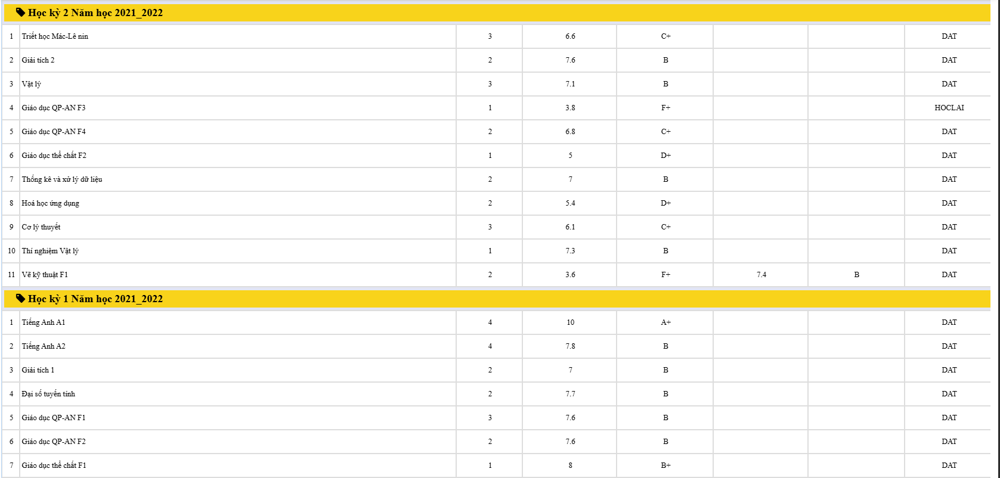 Học kỳ 2 Năm học 2021_2022
1 Triết học Mác-Lê nin 3 6.6 C+ DAT
2 Giải tích 2 2 7.6 B DAT
3 Vật lý 3 7.1 B DAT
4 Giáo dục QP-AN F3 1 3.8 F+ HOCLAI
5 Giáo dục QP-AN F4 2 6.8 C+ DAT
6 Giáo dục thể chất F2 1 5 D+ DAT
7 Thống kê và xử lý dữ liệu 2 7 B DAT
8 Hoá học ứng dụng 2 5.4 D+ DAT
9 Cơ lý thuyết 3 6.1 C+ DAT
10 Thí nghiệm Vật lý 1 7.3 B DAT
11 Vẽ kỹ thuật F1 2 3.6 F+ 7.4 B DAT
Học kỳ 1 Năm học 2021_2022
1 Tiếng Anh A1 4 10 A+ DAT
2 Tiếng Anh A2 4 7.8 B DAT
3 Giải tích 1 2 7 B DAT
4 Đại số tuyến tính 2 7.7 B DAT
5 Giáo dục QP-AN F1 3 7.6 B DAT
6 Giáo dục QP-AN F2 2 7.6 B DAT
7 Giáo dục thể chất F1 1 8 B+ DAT